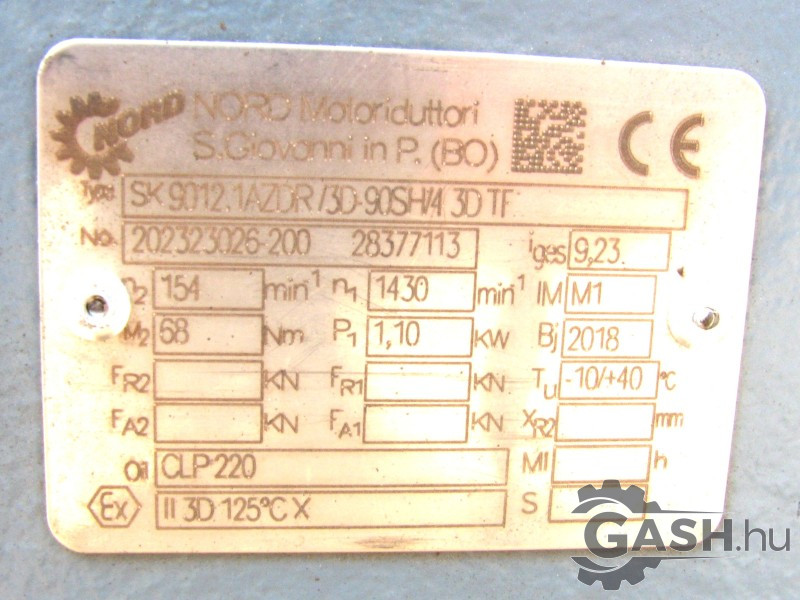 NORD NORD Motoriduttori
S.Giovanni in P. (BO) CE
Type SK 9012.1AZDR/3D-90SH/4 3D TF
No. 202323026-200 28377113 iges 9,23
n2 154 min-1 n1 1430 min-1 IM M1
M2 68 Nm P1 1,10 KW Bj 2018
FR2 KN FR1 KN Tu -10/+40 °C
FA2 KN FA1 KN XR2 mm
Oil CLP 220 MI h
Ex II 3D 125°C X S
GASH.hu